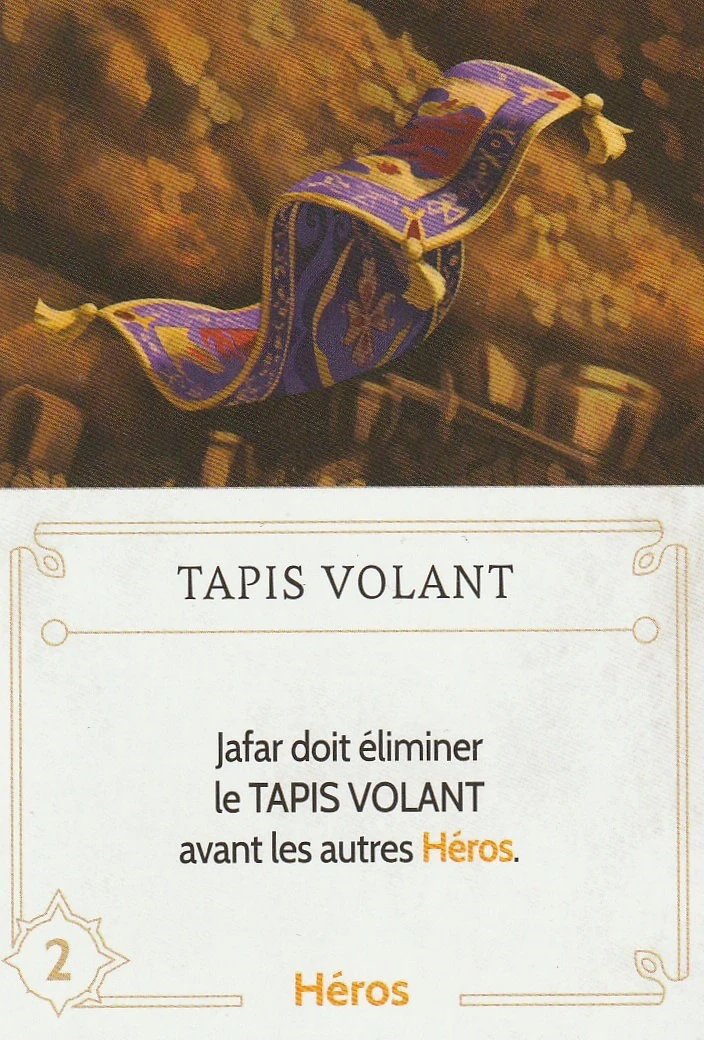 TAPIS VOLANT
Jafar doit éliminer
le TAPIS VOLANT
avant les autres Héros.
2
Héros